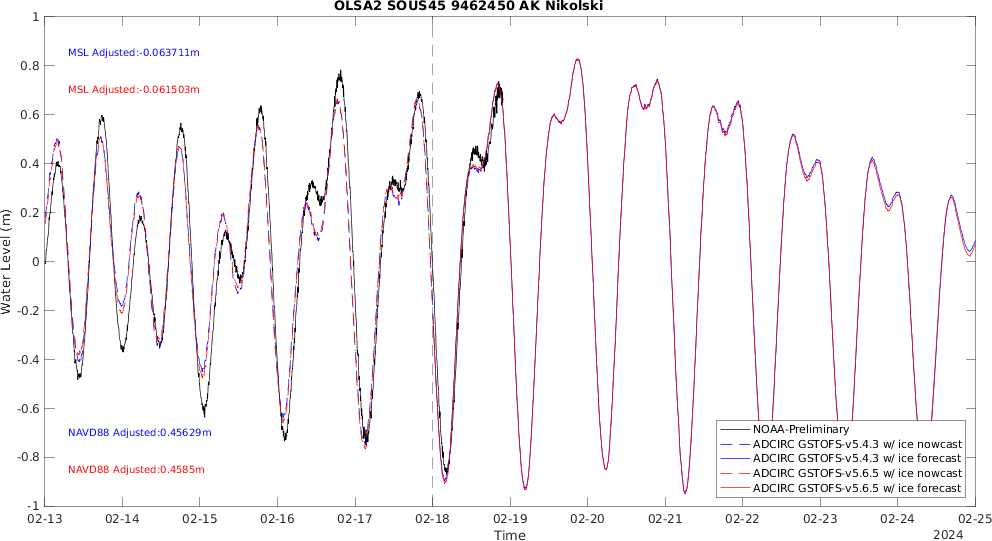 OLSA2 SOUS45 9462450 AK Nikolski
1
0.8
0.6
0.4
0.2
0
-0.2
-0.4
-0.6
-0.8
-1
Water Level (m)
MSL Adjusted:-0.063711m
MSL Adjusted:-0.061503m
NAVD88 Adjusted:0.45629m
NAVD88 Adjusted:0.4585m
NOAA-Preliminary
ADCIRC GSTOFS-v5.4.3 w/ ice nowcast
ADCIRC GSTOFS-v5.4.3 w/ ice forecast
ADCIRC GSTOFS-v5.6.5 w/ ice nowcast
ADCIRC GSTOFS-v5.6.5 w/ ice forecast
02-13 02-14 02-15 02-16 02-17 02-18 02-19 02-20 02-21 02-22 02-23 02-24 02-25
Time
2024